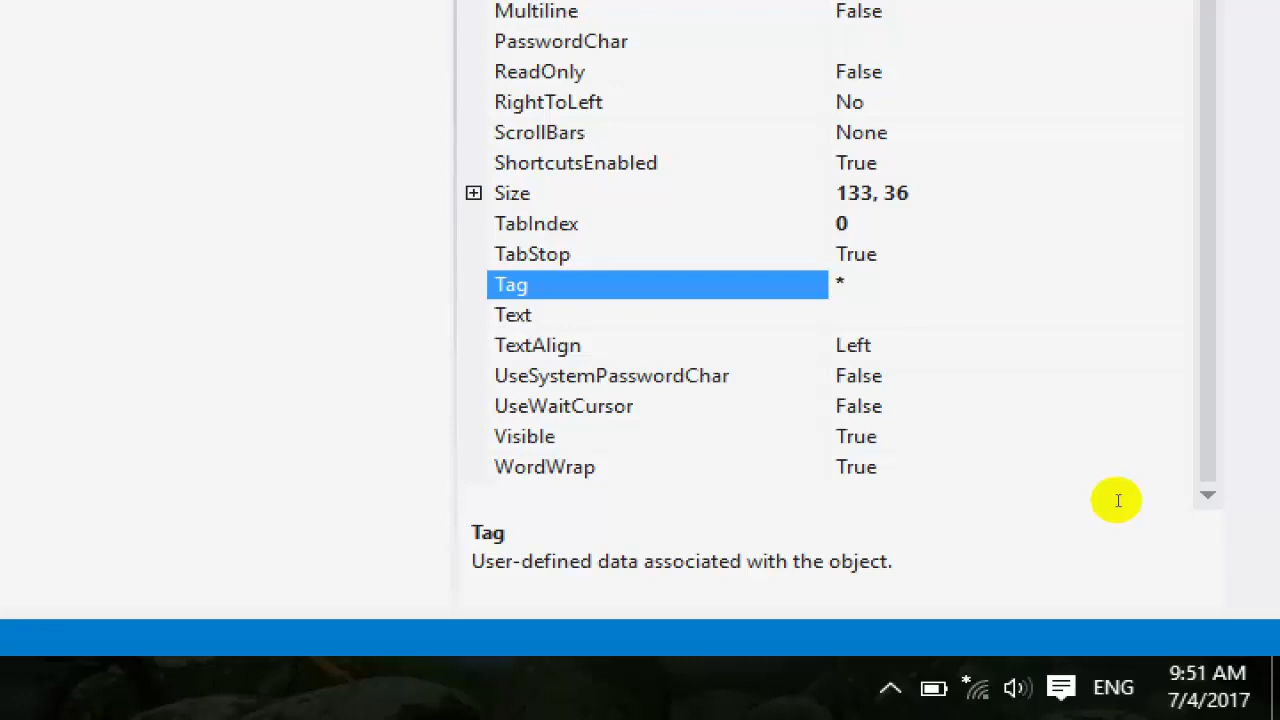 Multiline False
PasswordChar
ReadOnly False
RightToLeft No
ScrollBars None
ShortcutsEnabled True
Size 133, 36
TabIndex 0
TabStop True
Tag *
Text
TextAlign Left
UseSystemPasswordChar False
UseWaitCursor False
Visible True
WordWrap True
Tag
User-defined data associated with the object.
ENG
9:51 AM
7/4/2017